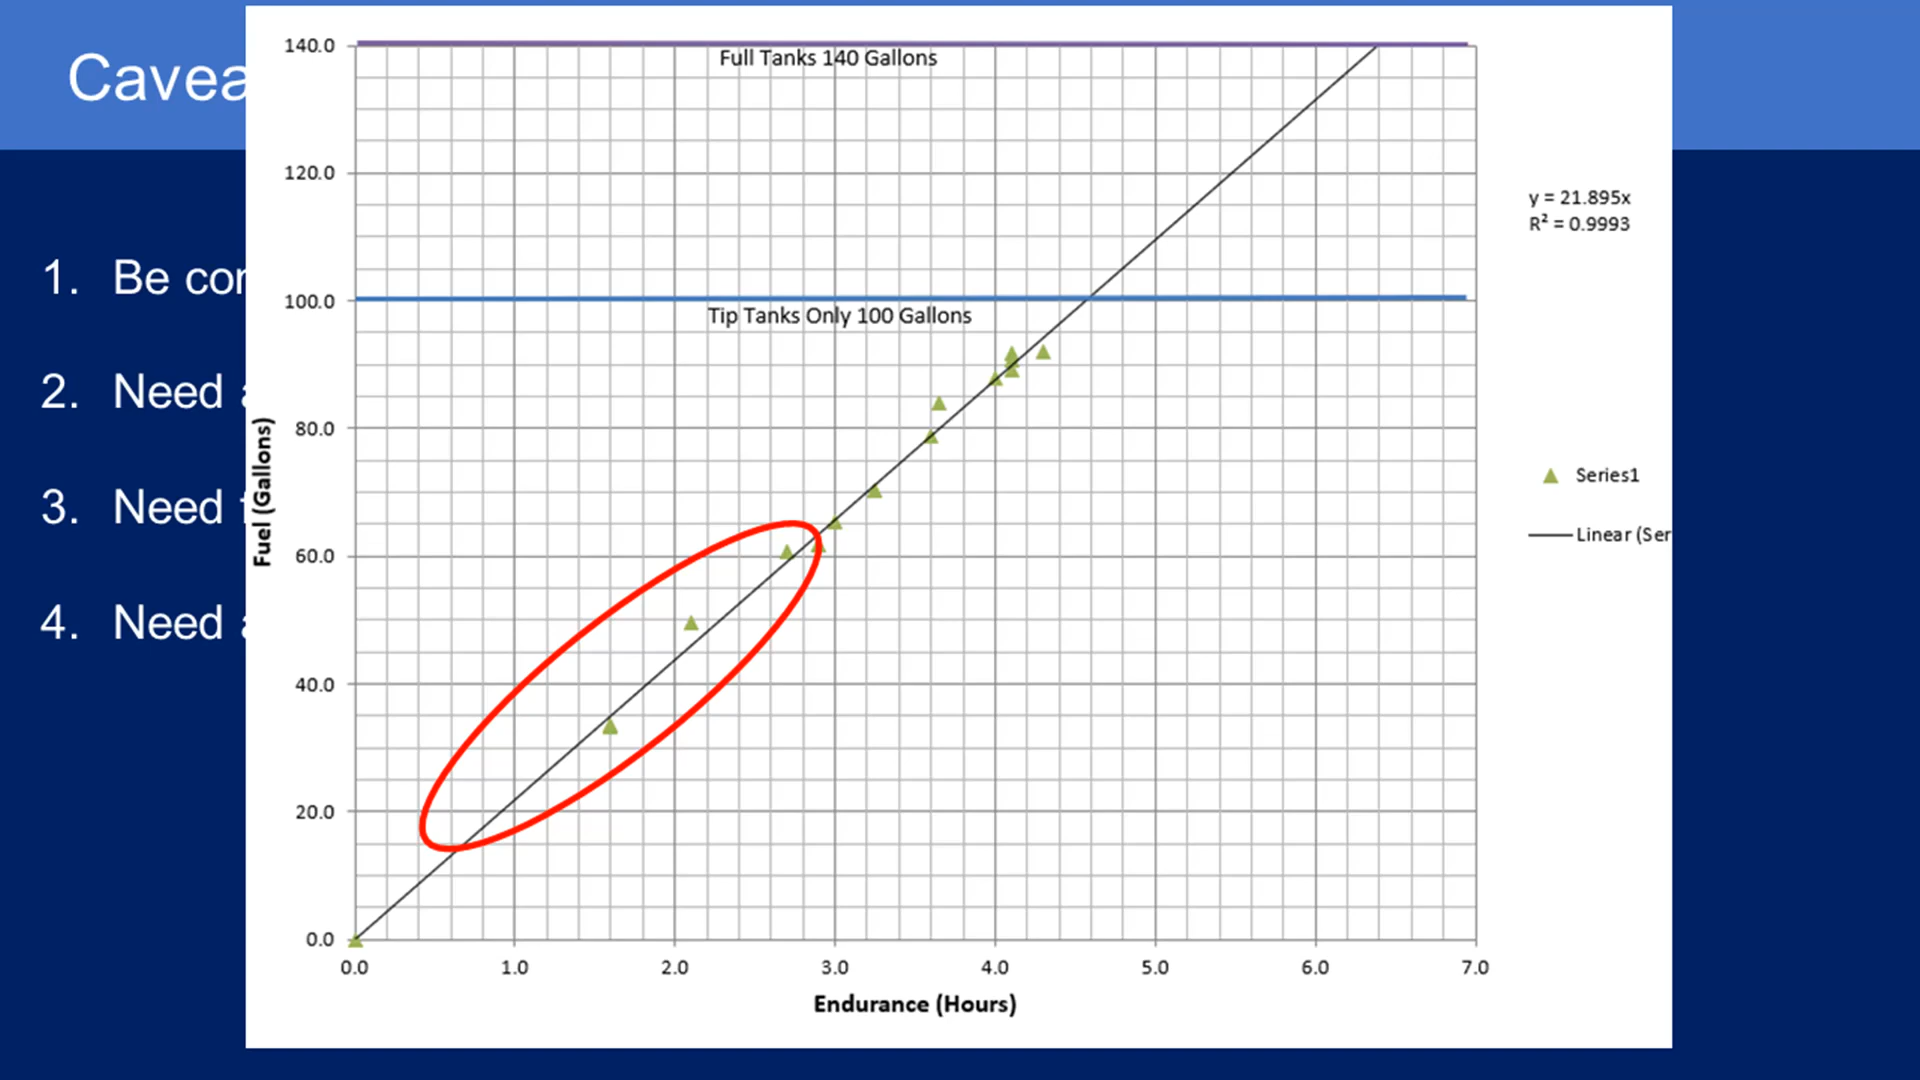 Cavea
1. Be cor
2. Need a
3. Need f
4. Need a
140.0
120.0
100.0
80.0
60.0
40.0
20.0
0.0
Fuel (Gallons)
Full Tanks 140 Gallons
Tip Tanks Only 100 Gallons
0.0 1.0 2.0 3.0 4.0 5.0 6.0 7.0
Endurance (Hours)
y = 21.895x
R² = 0.9993
Series1
Linear (Ser